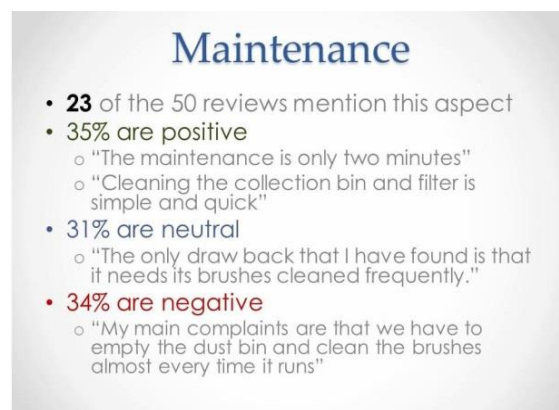 Maintenance
• 23 of the 50 reviews mention this aspect
• 35% are positive
o “The maintenance is only two minutes”
o “Cleaning the collection bin and filter is
simple and quick”
• 31% are neutral
o “The only draw back that I have found is that
it needs its brushes cleaned frequently.”
• 34% are negative
o “My main complaints are that we have to
empty the dust bin and clean the brushes
almost every time it runs”